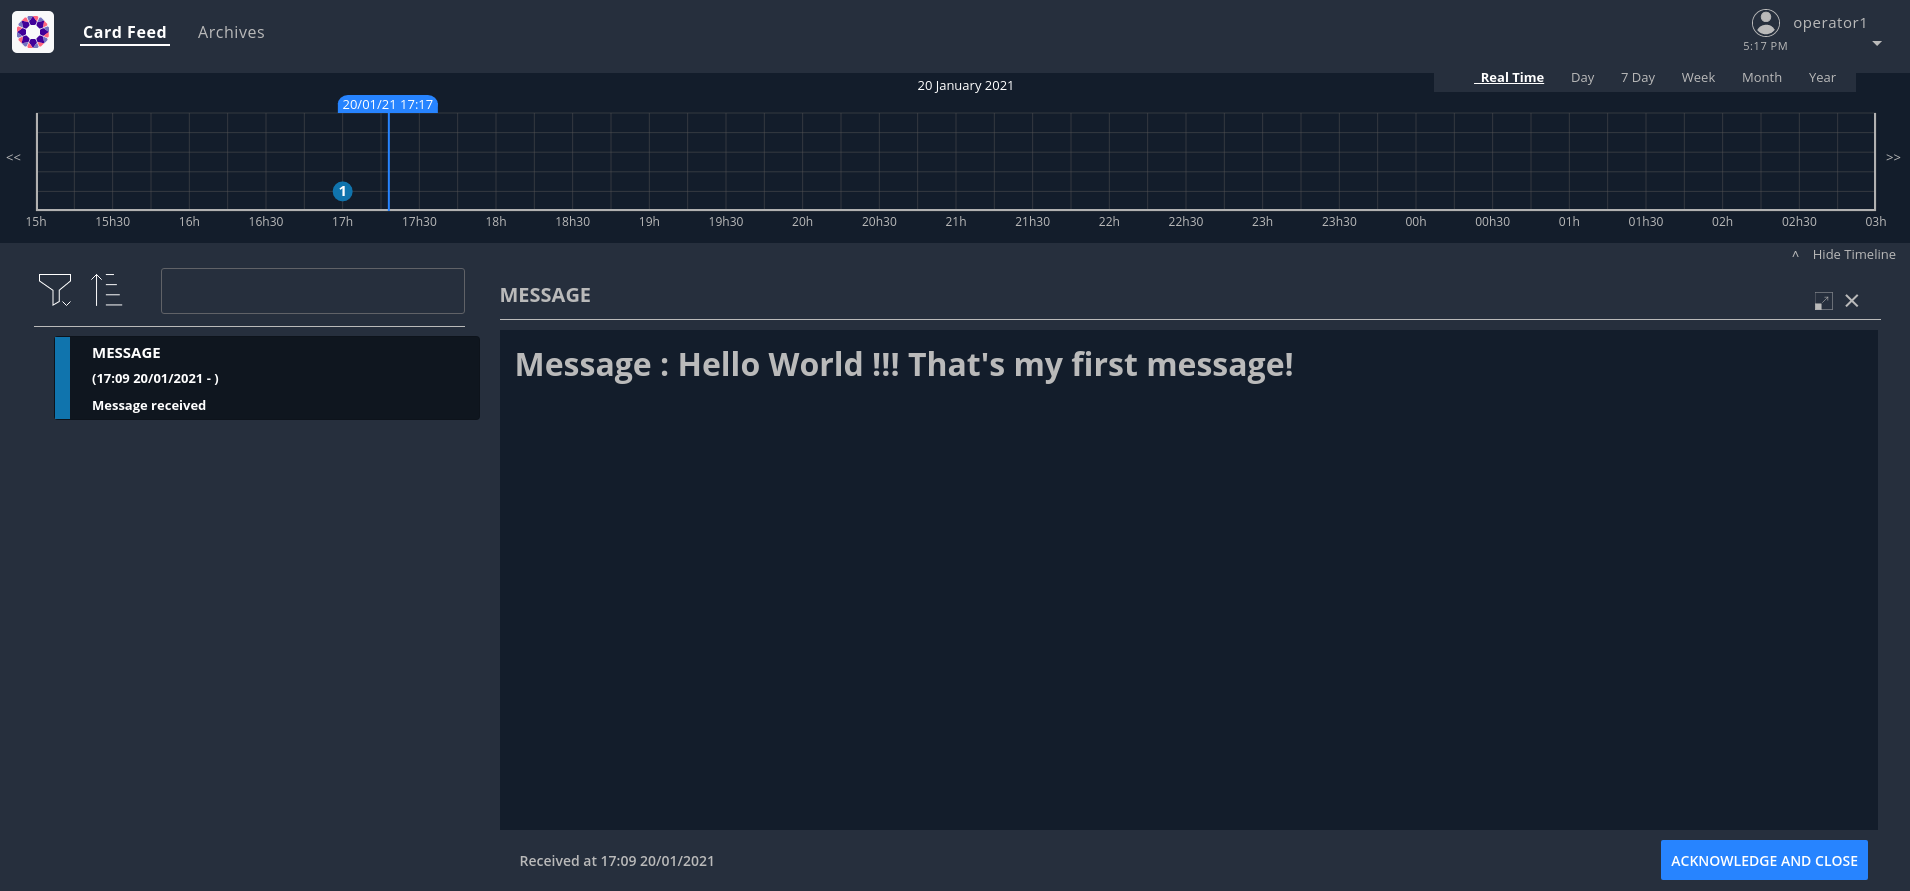 Card Feed
Archives
operator1
5:17 PM
20 January 2021
Real Time Day 7 Day Week Month Year
20/01/21 17:17
<<
>>
1
15h 15h30 16h 16h30 17h 17h30 18h 18h30 19h 19h30 20h 20h30 21h 21h30 22h 22h30 23h 23h30 00h 00h30 01h 01h30 02h 02h30 03h
^ Hide Timeline
MESSAGE
(17:09 20/01/2021 - )
Message received
MESSAGE
Message : Hello World !!! That's my first message!
Received at 17:09 20/01/2021
ACKNOWLEDGE AND CLOSE